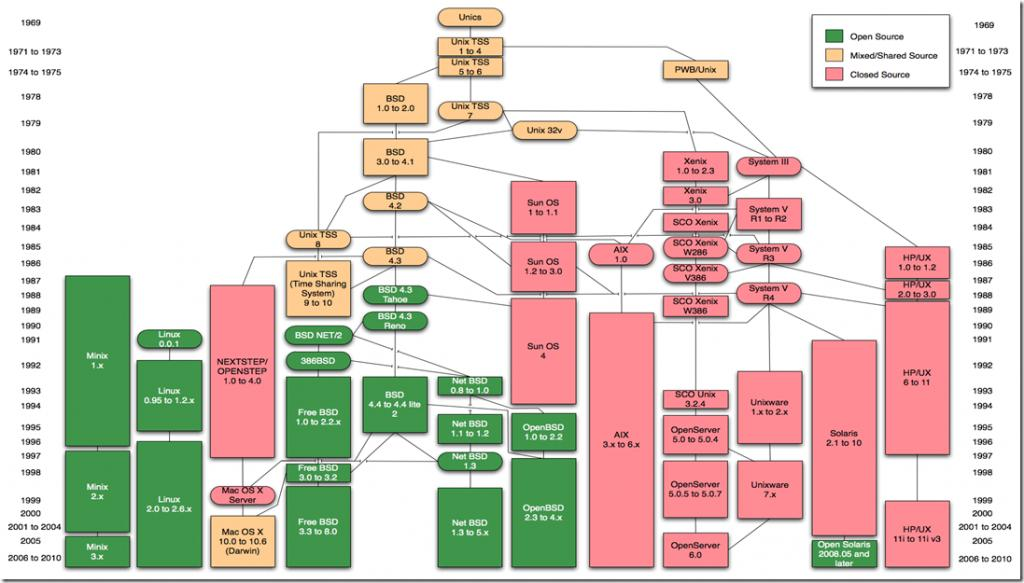 1969
1971 to 1973
1974 to 1975
1978
1979
1980
1981
1982
1983
1984
1985
1986
1987
1988
1989
1990
1991
1992
1993
1994
1995
1996
1997
1998
1999
2000
2001 to 2004
2005
2006 to 2010
Unics
Unix TSS
1 to 4
Unix TSS
5 to 6
PWB/Unix
BSD
1.0 to 2.0
Unix TSS
7
Unix 32v
BSD
3.0 to 4.1
Xenix
1.0 to 2.3
System III
Xenix
3.0
BSD
4.2
Sun OS
1 to 1.1
SCO Xenix
System V
R1 to R2
Unix TSS
8
AIX
1.0
SCO Xenix
W286
System V
R3
HP/UX
1.0 to 1.2
BSD
4.3
Sun OS
1.2 to 3.0
Unix TSS
(Time Sharing
System)
9 to 10
SCO Xenix
V386
HP/UX
2.0 to 3.0
BSD 4.3
Tahoe
System V
R4
SCO Xenix
W386
BSD 4.3
Reno
Minix
1.x
Linux
0.0.1
BSD NET/2
Sun OS
4
386BSD
NEXTSTEP/
OPENSTEP
1.0 to 4.0
HP/UX
6 to 11
Linux
0.95 to 1.2.x
Free BSD
1.0 to 2.2.x
BSD
4.4 to 4.4 lite
2
Net BSD
0.8 to 1.0
SCO Unix
3.2.4
Unixware
1.x to 2.x
Net BSD
1.1 to 1.2
OpenBSD
1.0 to 2.2
AIX
3.x to 6.x
OpenServer
5.0 to 5.0.4
Solaris
2.1 to 10
Net BSD
1.3
Minix
2.x
Free BSD
3.0 to 3.2
Mac OS X
Server
Linux
2.0 to 2.6.x
OpenBSD
2.3 to 4.x
OpenServer
5.0.5 to 5.0.7
Unixware
7.x
Mac OS X
10.0 to 10.6
(Darwin)
Free BSD
3.3 to 8.0
Net BSD
1.3 to 5.x
HP/UX
11i to 11i v3
Minix
3.x
OpenServer
6.0
Open Solaris
2008.05 and
later
Open Source
Mixed/Shared Source
Closed Source
1969
1971 to 1973
1974 to 1975
1978
1979
1980
1981
1982
1983
1984
1985
1986
1987
1988
1989
1990
1991
1992
1993
1994
1995
1996
1997
1998
1999
2000
2001 to 2004
2005
2006 to 2010